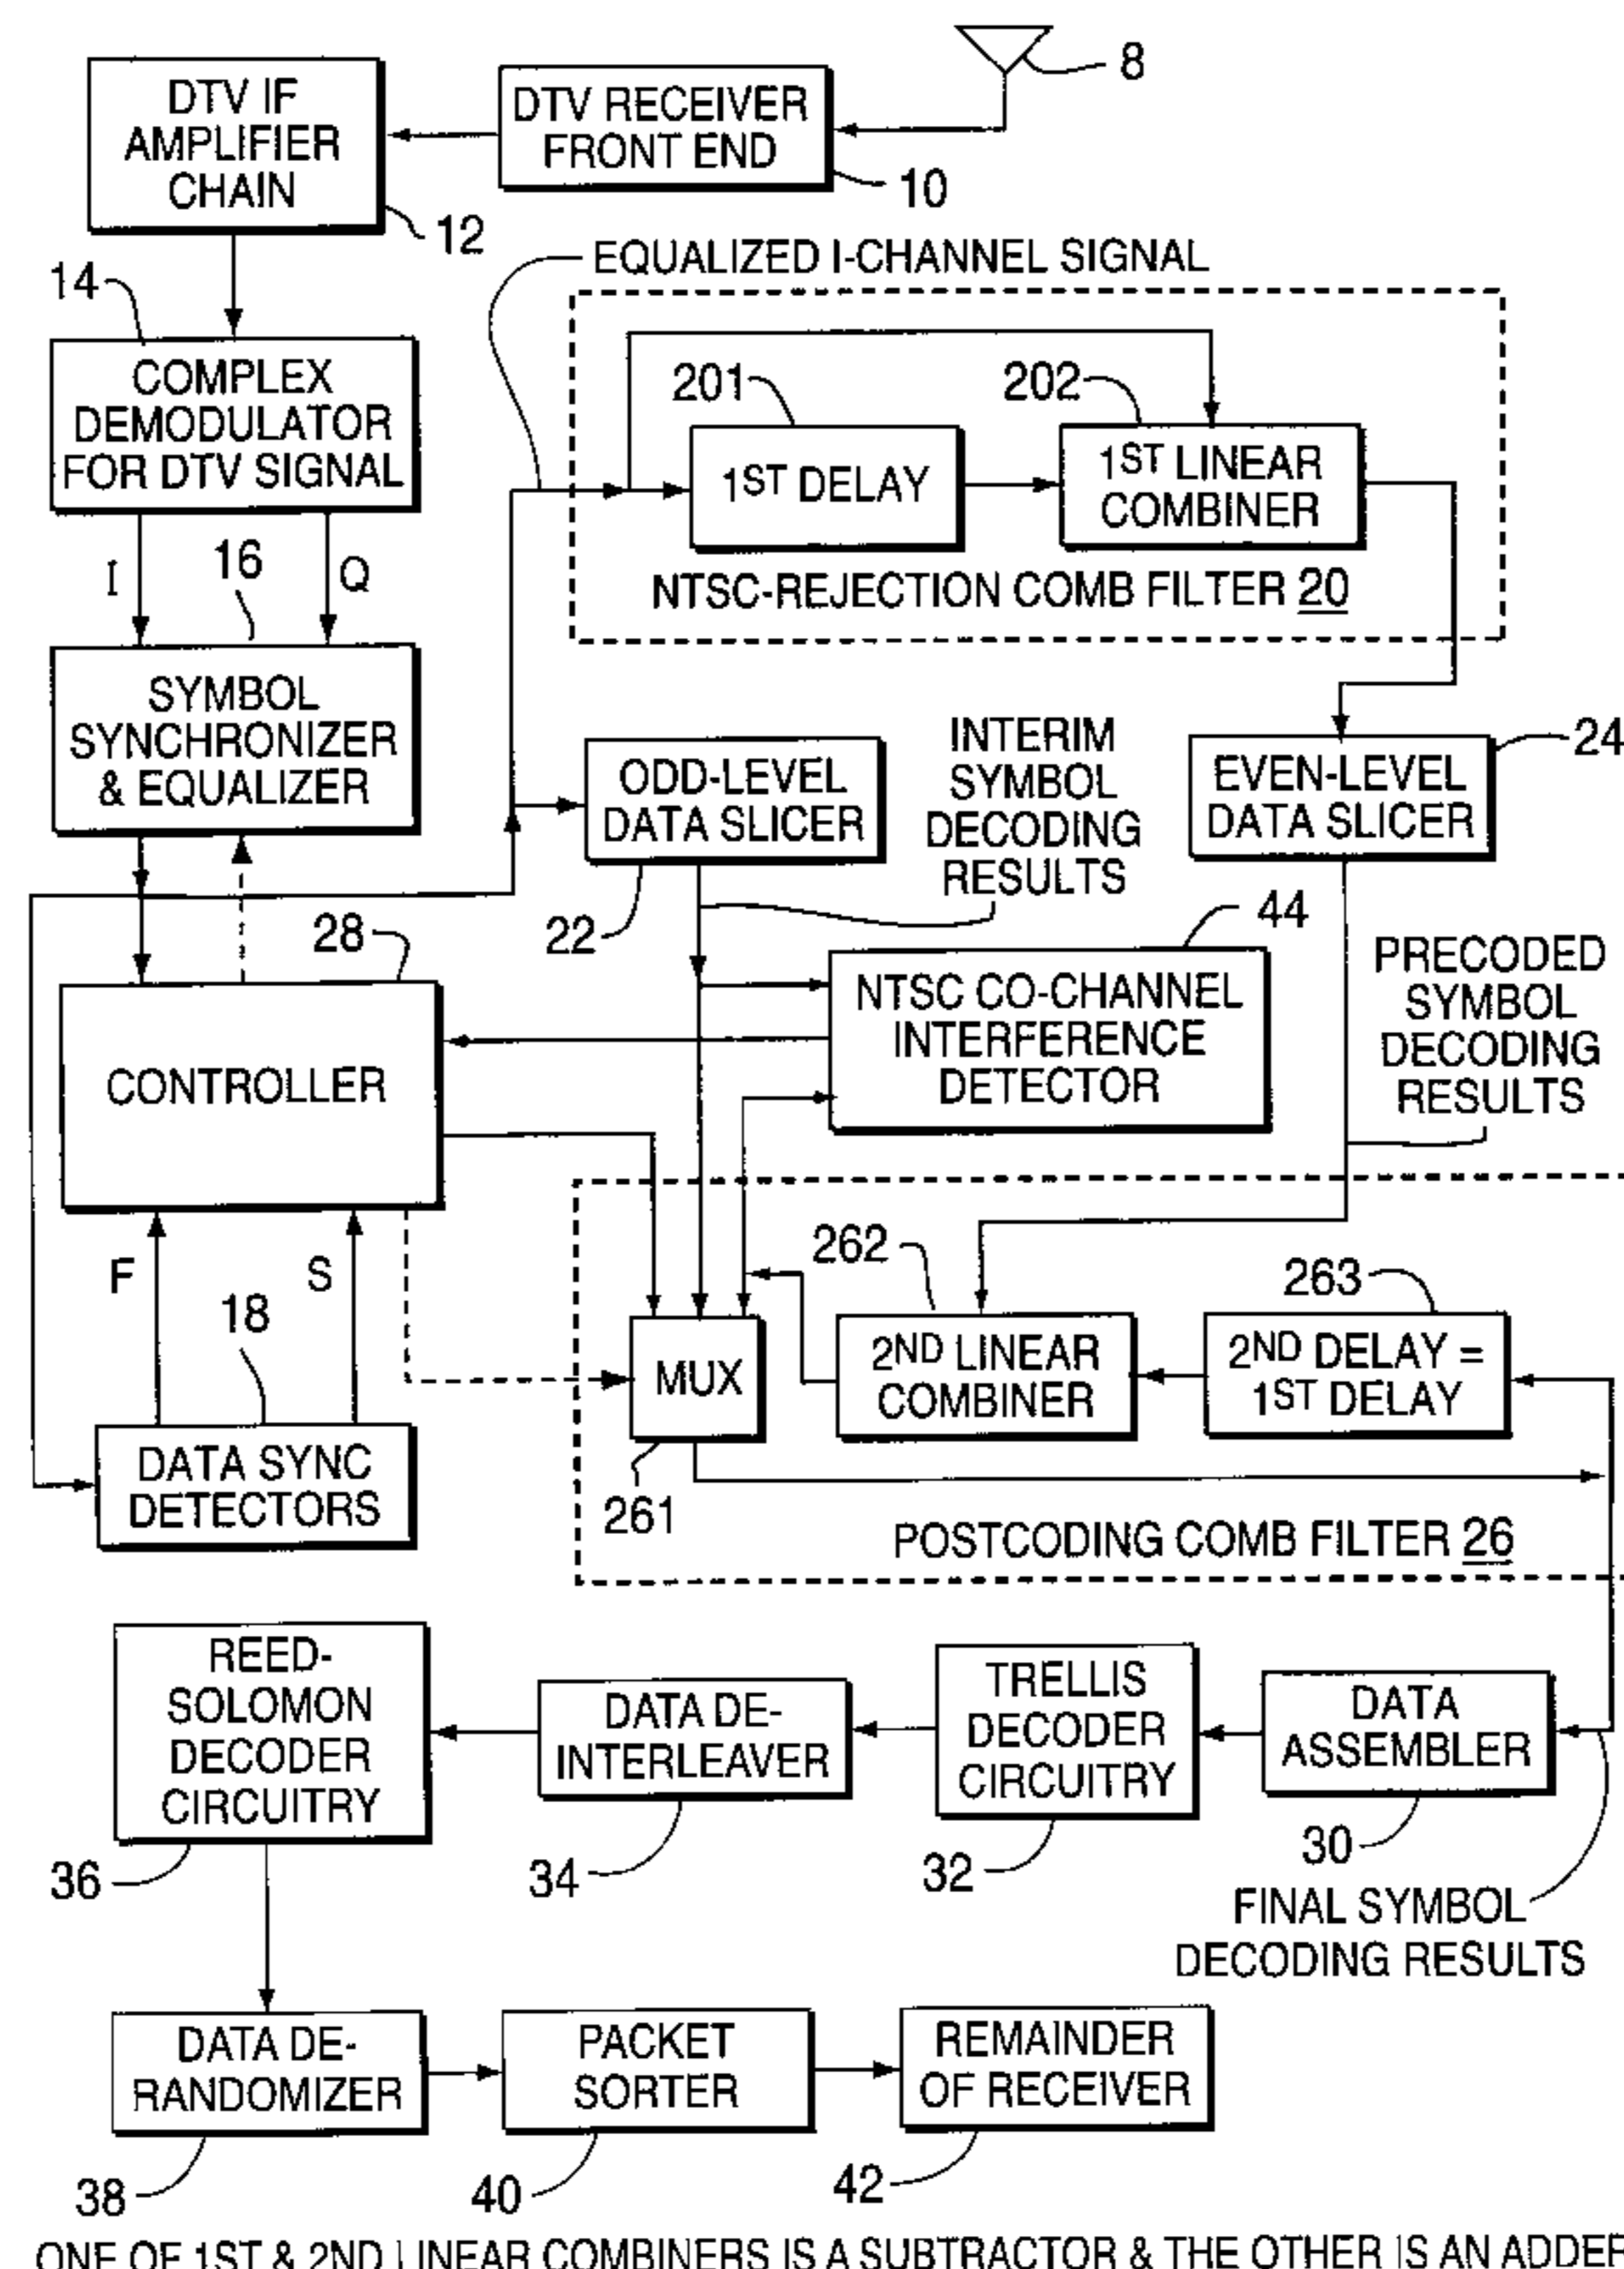 8
DTV IF
AMPLIFIER
CHAIN
12
DTV RECEIVER
FRONT END
10
EQUALIZED I-CHANNEL SIGNAL
14
COMPLEX
DEMODULATOR
FOR DTV SIGNAL
I
16
Q
201
202
1ST DELAY
1ST LINEAR
COMBINER
NTSC-REJECTION COMB FILTER 20
SYMBOL
SYNCHRONIZER
& EQUALIZER
ODD-LEVEL
DATA SLICER
22
INTERIM
SYMBOL
DECODING
RESULTS
EVEN-LEVEL
DATA SLICER
24
28
CONTROLLER
44
NTSC CO-CHANNEL
INTERFERENCE
DETECTOR
PRECODED
SYMBOL
DECODING
RESULTS
F
S
18
DATA SYNC
DETECTORS
262
263
MUX
261
2ND LINEAR
COMBINER
2ND DELAY =
1ST DELAY
POSTCODING COMB FILTER 26
REED-
SOLOMON
DECODER
CIRCUITRY
36
DATA DE-
INTERLEAVER
34
TRELLIS
DECODER
CIRCUITRY
32
DATA
ASSEMBLER
30
FINAL SYMBOL
DECODING RESULTS
DATA DE-
RANDOMIZER
38
PACKET
SORTER
40
REMAINDER
OF RECEIVER
42
ONE OF 1ST & 2ND LINEAR COMBINERS IS A SUBTRACTOR & THE OTHER IS AN ADDER